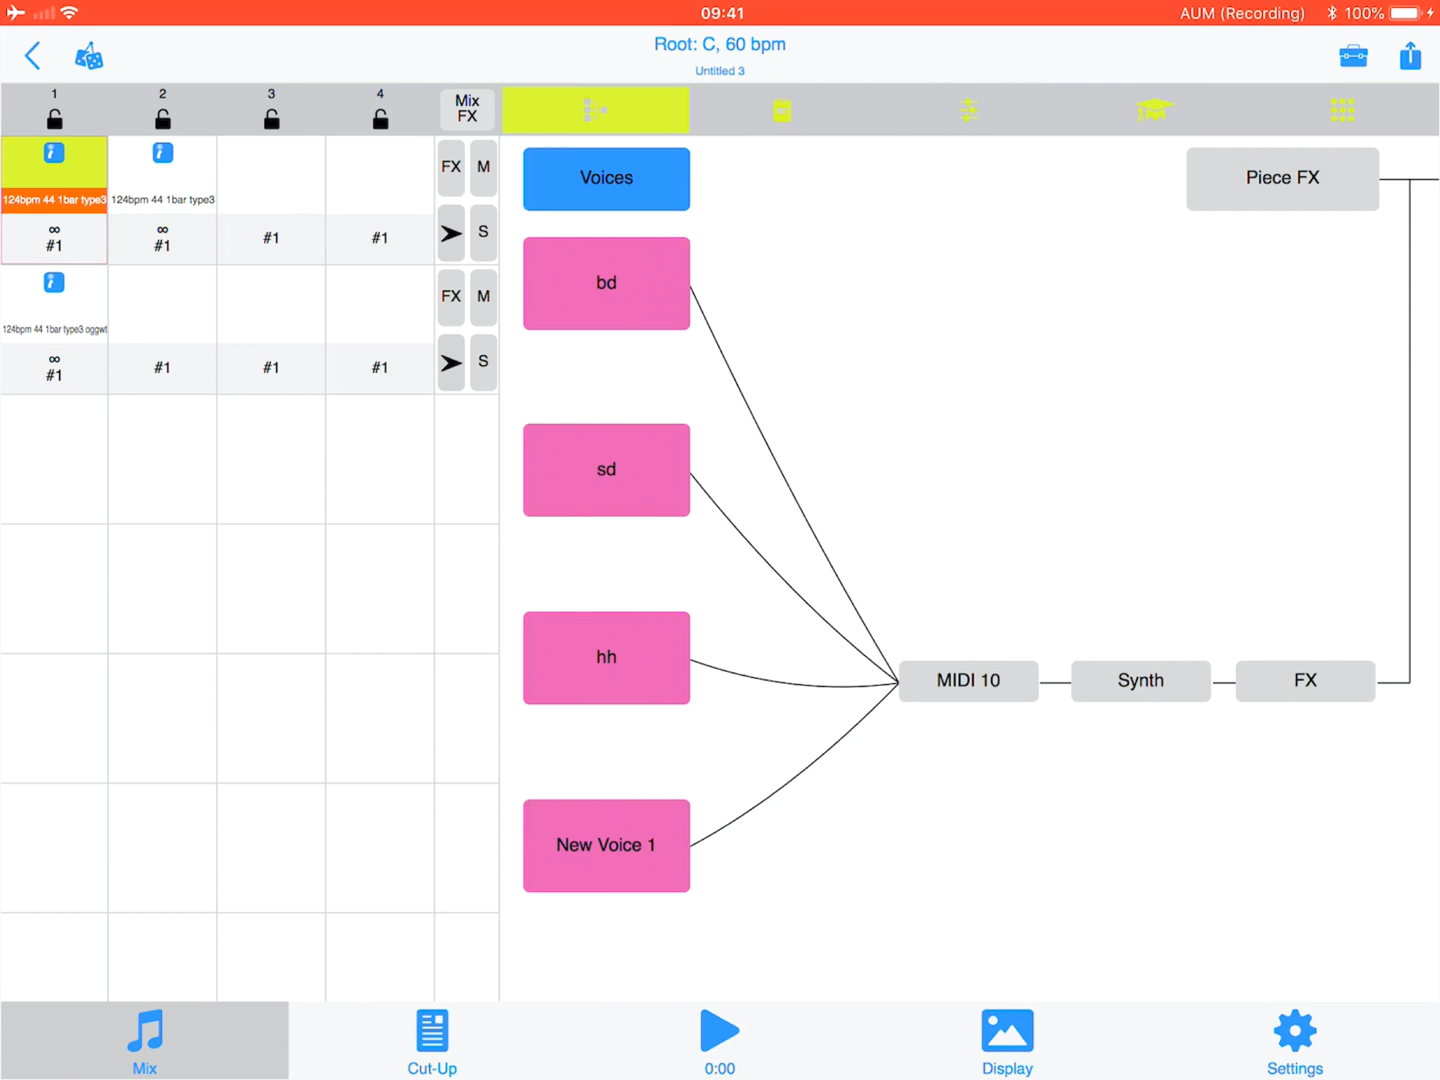 09:41
AUM (Recording)
100%
Root: C, 60 bpm
Untitled 3
1
2
3
4
Mix
FX
124bpm 44 1bar type3
124bpm 44 1bar type3
FX
M
∞
#1
∞
#1
#1
#1
S
124bpm 44 1bar type3 oggwt
FX
M
∞
#1
#1
#1
#1
S
Voices
Piece FX
bd
sd
hh
MIDI 10
Synth
FX
New Voice 1
Mix
Cut-Up
0:00
Display
Settings